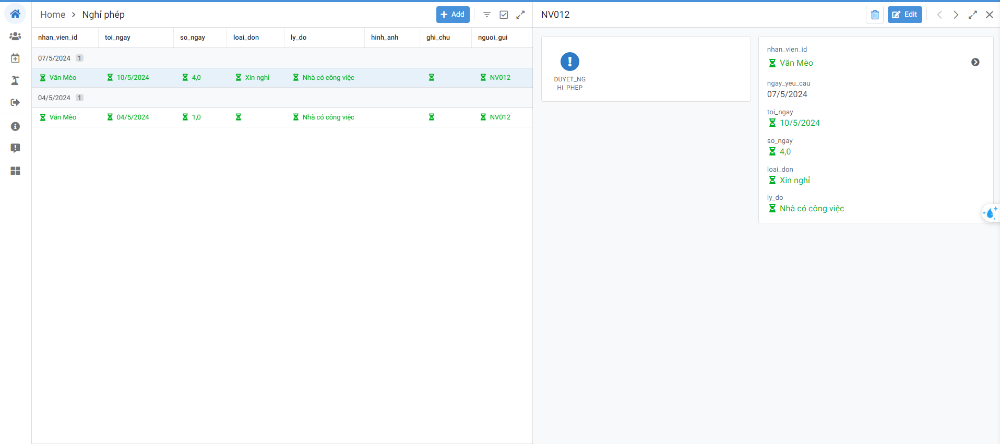 Home > Nghỉ phép
Add
nhan_vien_id toi_ngay so_ngay loai_don ly_do hinh_anh ghi_chu nguoi_gui
07/5/2024 1
Văn Mèo 10/5/2024 4,0 Xin nghỉ Nhà có công việc NV012
04/5/2024 1
Văn Mèo 04/5/2024 1,0 Nhà có công việc NV012
NV012
Edit
DUYET_NG
HI_PHEP
nhan_vien_id
Văn Mèo
ngay_yeu_cau
07/5/2024
toi_ngay
10/5/2024
so_ngay
4,0
loai_don
Xin nghỉ
ly_do
Nhà có công việc